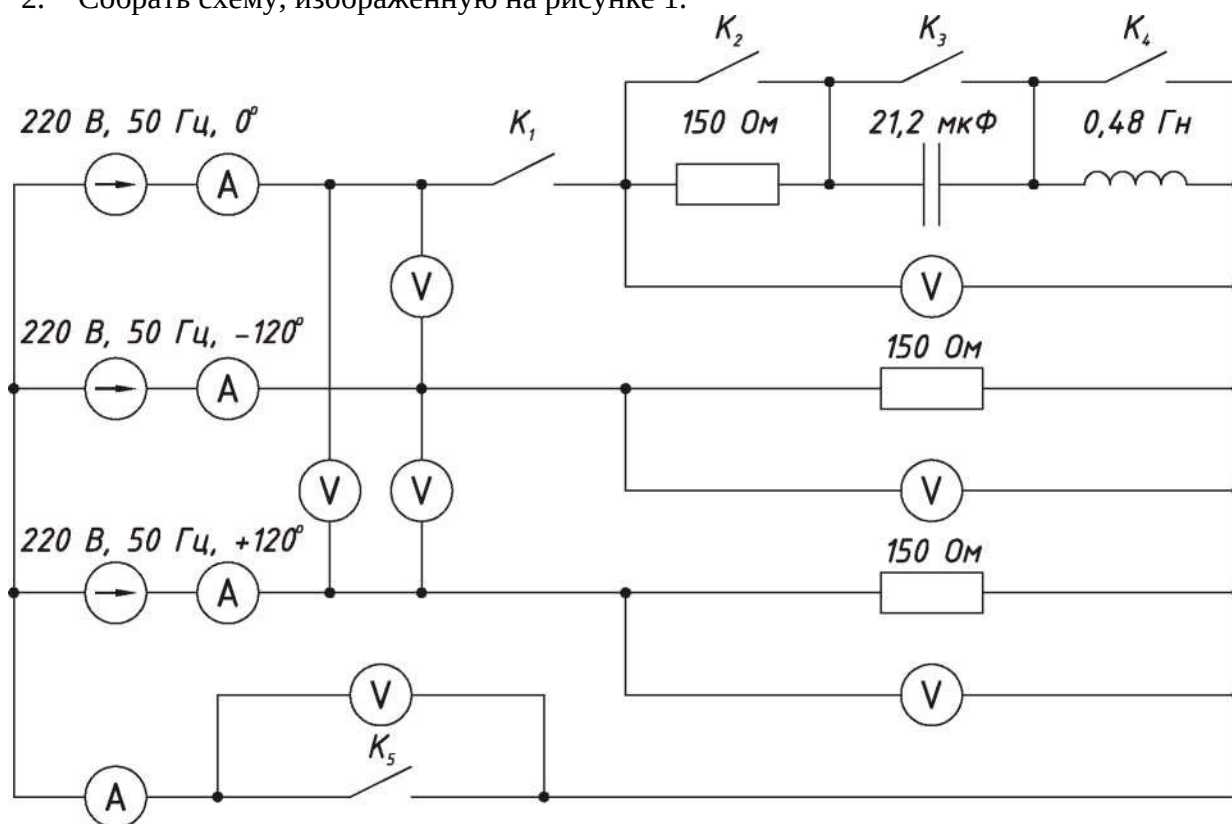 2. Собрать схему, изображенную на рисунке 1.
K₂ K₃ K₄
220 В, 50 Гц, 0° K₁ 150 Ом 21,2 мкФ 0,48 Гн
A
V
220 В, 50 Гц, –120° 150 Ом
V
A
V V V
220 В, 50 Гц, +120° 150 Ом
A
V V
K₅
A